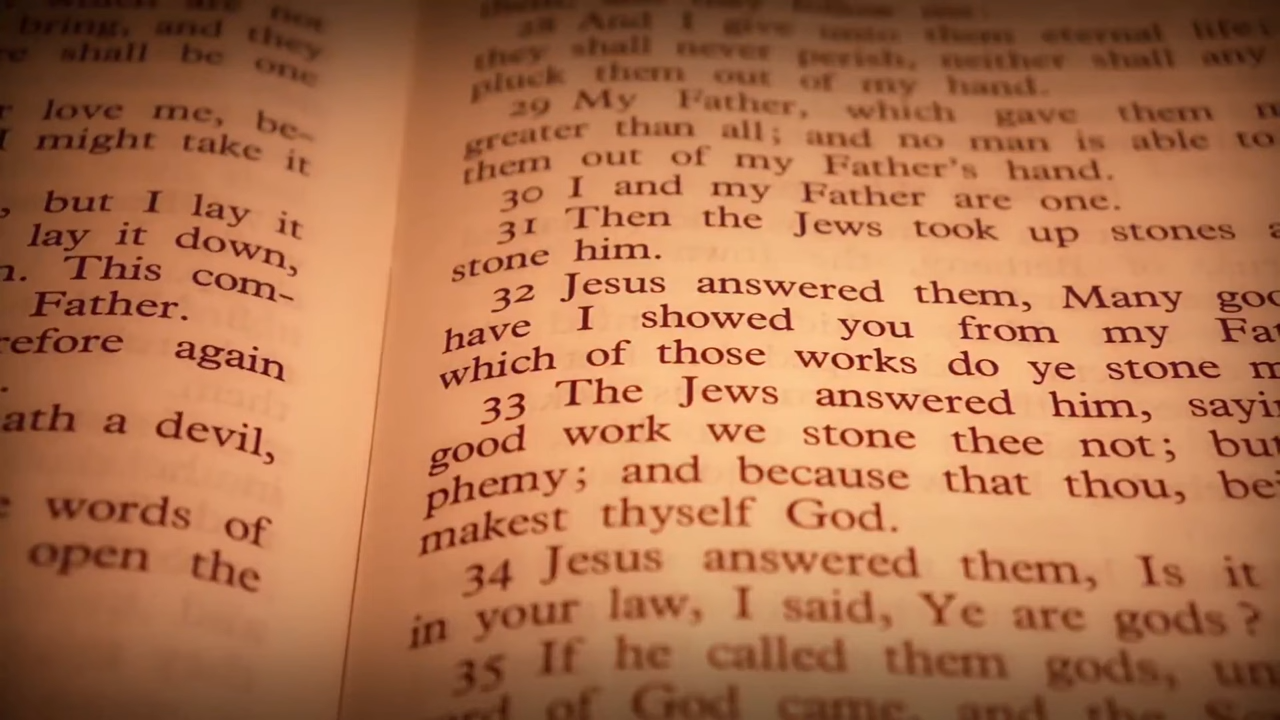 bring, and they
shall be one
love me, be-
I might take it
, but I lay it
lay it down,
. This com-
Father.
again
.
a devil,
words of
open the
28 And I give unto them eternal life;
they shall never perish, neither shall any
pluck them out of my hand.
29 My Father, which gave them
greater than all; and no man is able to
them out of my Father's hand.
30 I and my Father are one.
31 Then the Jews took up stones
stone him.
32 Jesus answered them, Many
have I showed you from my
which of those works do ye stone
33 The Jews answered him,
good work we stone thee not;
phemy; and because that thou,
makest thyself God.
34 Jesus answered them, Is it
in your law, I said, Ye are gods?
35 If he called them gods,
of God came, and the